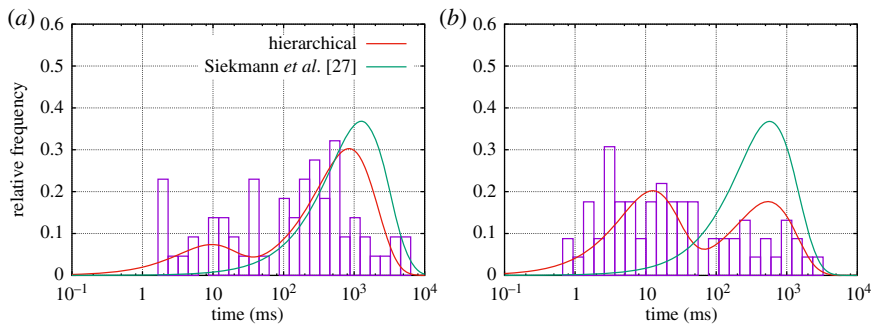 (a) (b)
0.6 0.6
hierarchical
0.5 0.5
Siekmann et al. [27]
0.4 0.4
relative frequency
0.3 0.3
0.2 0.2
0.1 0.1
0 0
10⁻¹ 1 10 10² 10³ 10⁴ 10⁻¹ 1 10 10² 10³ 10⁴
time (ms) time (ms)